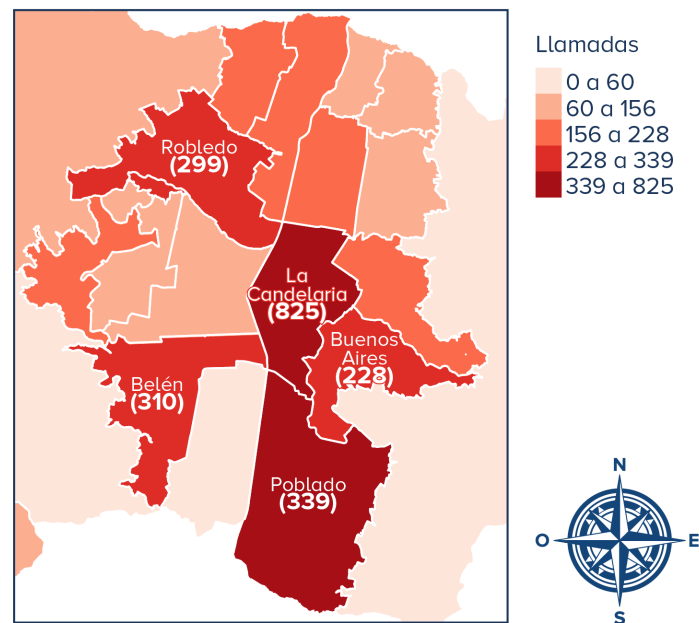 Llamadas
0 a 60
60 a 156
156 a 228
228 a 339
339 a 825
Robledo
(299)
La
Candelaria
(825)
Buenos
Aires
(228)
Belén
(310)
Poblado
(339)
N
O
E
S